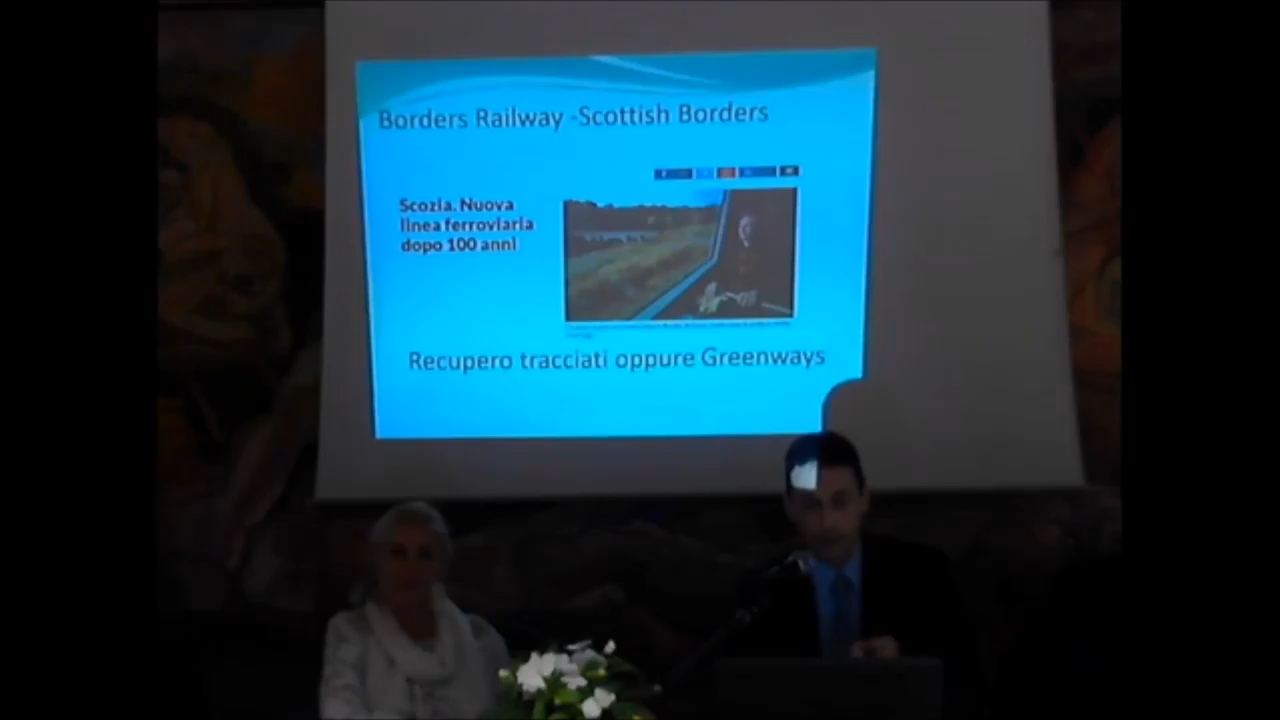 Borders Railway -Scottish Borders
Scozia. Nuova
linea ferroviaria
dopo 100 anni
Recupero tracciati oppure Greenways